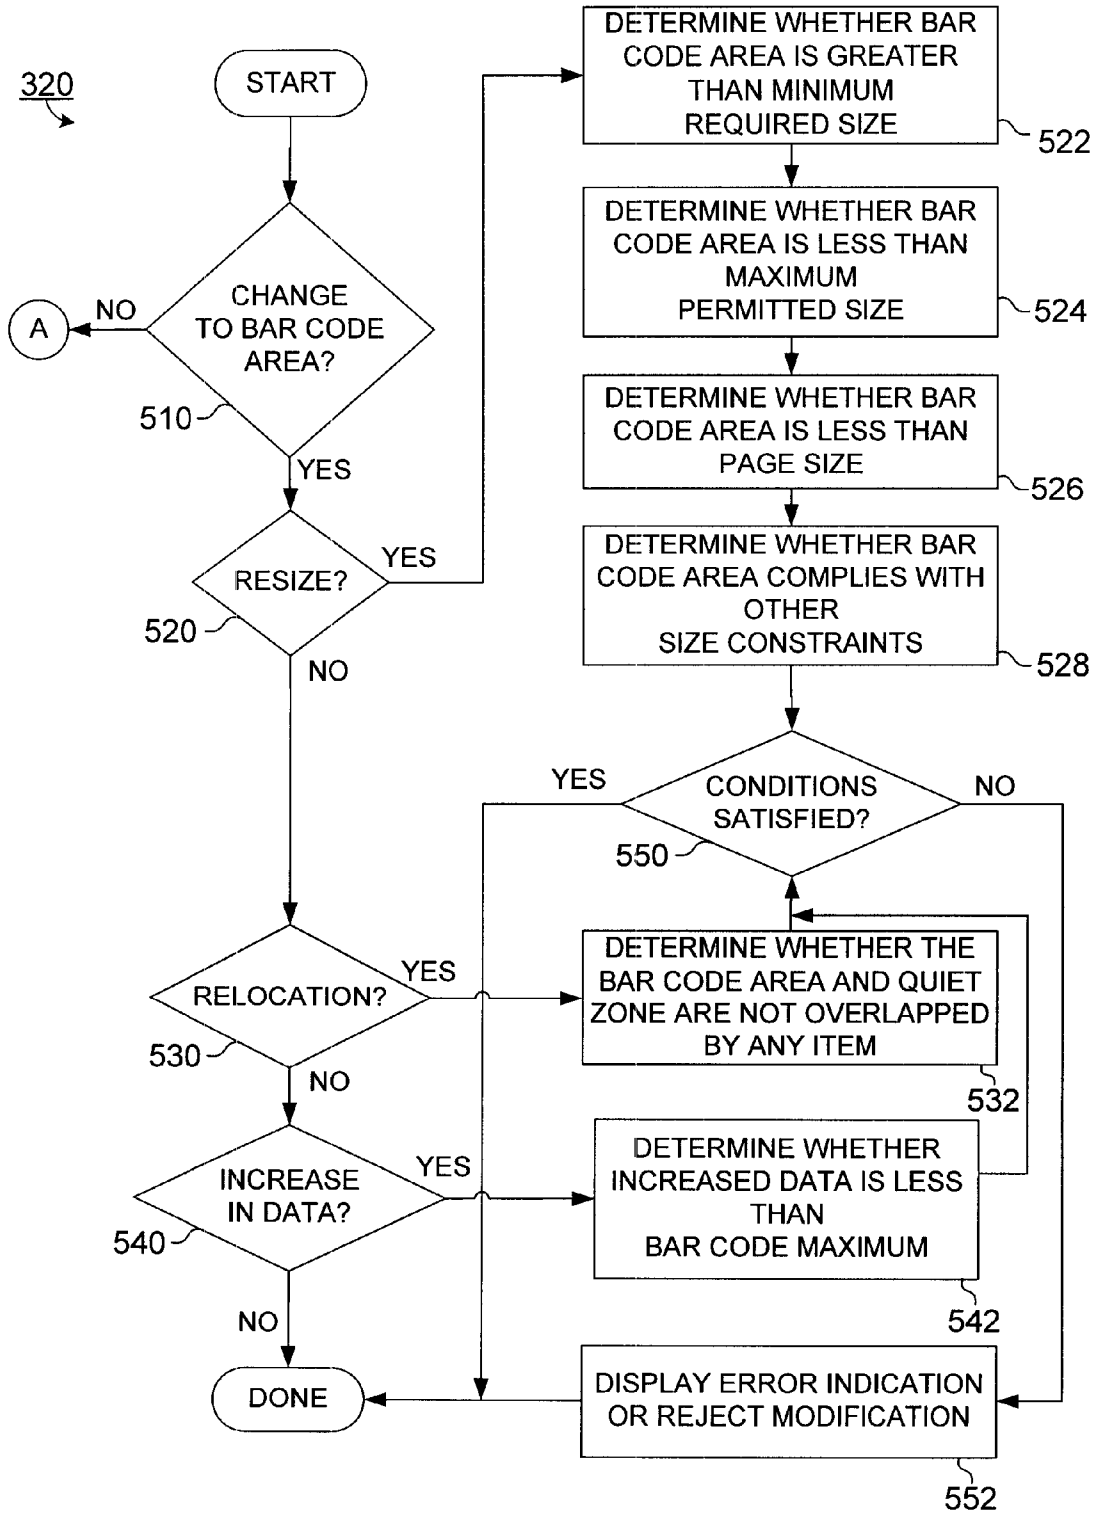 320
START
CHANGE
TO BAR CODE
AREA?
NO
A
510
YES
RESIZE?
YES
520
NO
RELOCATION?
YES
530
NO
INCREASE
IN DATA?
YES
540
NO
DONE
DETERMINE WHETHER BAR
CODE AREA IS GREATER
THAN MINIMUM
REQUIRED SIZE
522
DETERMINE WHETHER BAR
CODE AREA IS LESS THAN
MAXIMUM
PERMITTED SIZE
524
DETERMINE WHETHER BAR
CODE AREA IS LESS THAN
PAGE SIZE
526
DETERMINE WHETHER BAR
CODE AREA COMPLIES WITH
OTHER
SIZE CONSTRAINTS
528
YES
CONDITIONS
SATISFIED?
NO
550
DETERMINE WHETHER THE
BAR CODE AREA AND QUIET
ZONE ARE NOT OVERLAPPED
BY ANY ITEM
532
DETERMINE WHETHER
INCREASED DATA IS LESS
THAN
BAR CODE MAXIMUM
542
DISPLAY ERROR INDICATION
OR REJECT MODIFICATION
552